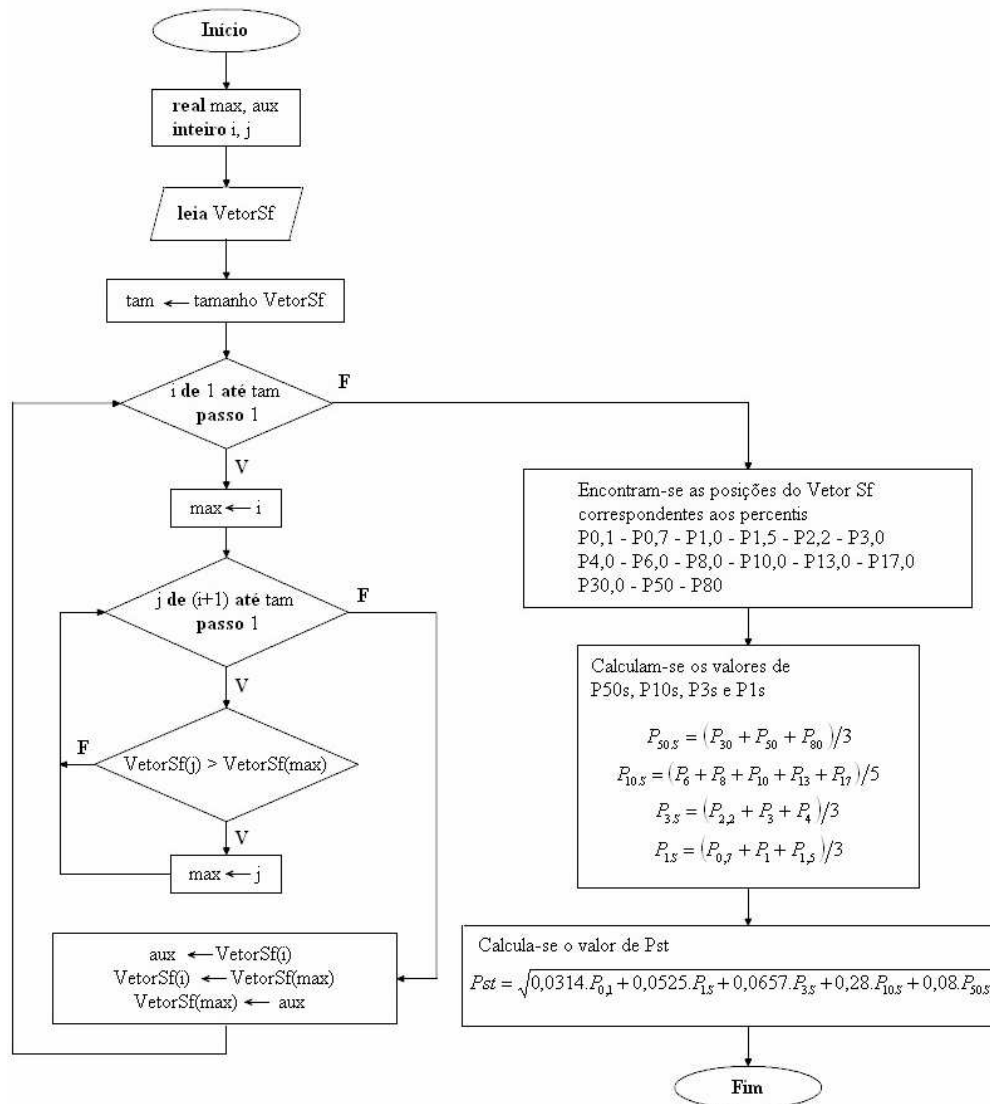 Início
real max, aux
inteiro i, j
leia VetorSf
tam ← tamanho VetorSf
i de 1 até tam
passo 1
F
V
max ← i
j de (i+1) até tam
passo 1
F
V
VetorSf(j) > VetorSf(max)
F
V
max ← j
aux ← VetorSf(i)
VetorSf(i) ← VetorSf(max)
VetorSf(max) ← aux
Encontram-se as posições do Vetor Sf
correspondentes aos percentis
P0,1 - P0,7 - P1,0 - P1,5 - P2,2 - P3,0
P4,0 - P6,0 - P8,0 - P10,0 - P13,0 - P17,0
P30,0 - P50 - P80
Calculam-se os valores de
P50s, P10s, P3s e P1s
P50S = (P30 + P50 + P80)/3
P10S = (P6 + P8 + P10 + P13 + P17)/5
P3S = (P2,2 + P3 + P4)/3
P1S = (P0,7 + P1 + P1,5)/3
Calcula-se o valor de Pst
Pst = √0,0314.P0,1 + 0,0525.P1S + 0,0657.P3S + 0,28.P10S + 0,08.P50S
Fim